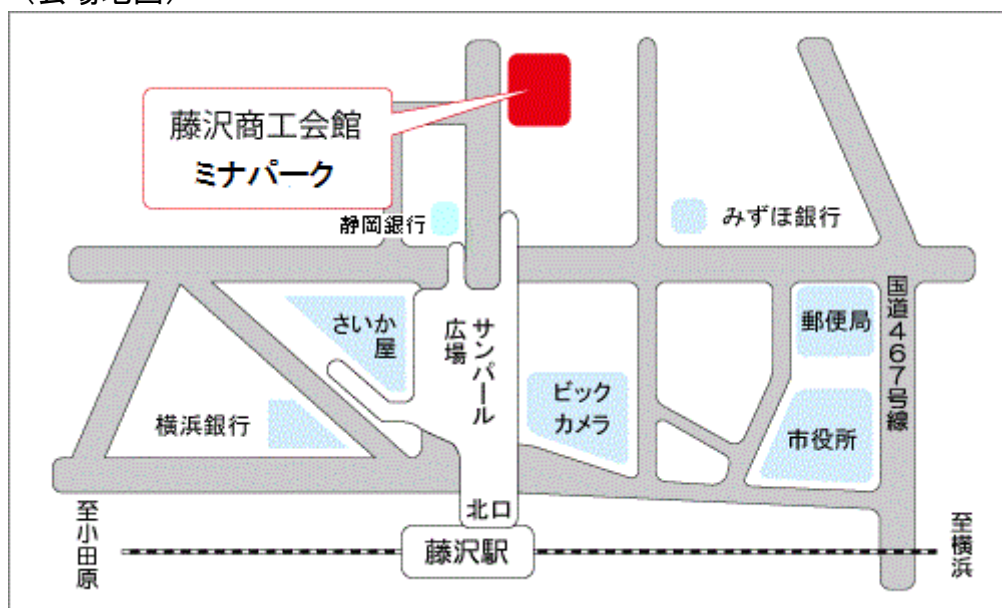 （会場地図）
藤沢商工会館
ミナパーク
静岡銀行
みずほ銀行
さいか
屋
サンパール
広場
横浜銀行
ビック
カメラ
郵便局
市役所
国道467号線
北口
藤沢駅
至小田原
至横浜